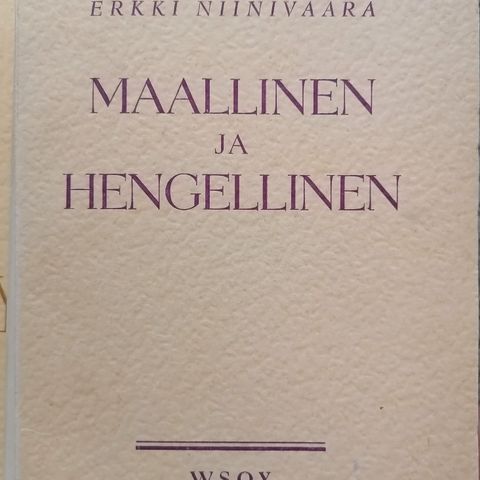 ERKKI NIINIVAARA
MAALLINEN
JA
HENGELLINEN
WSOY